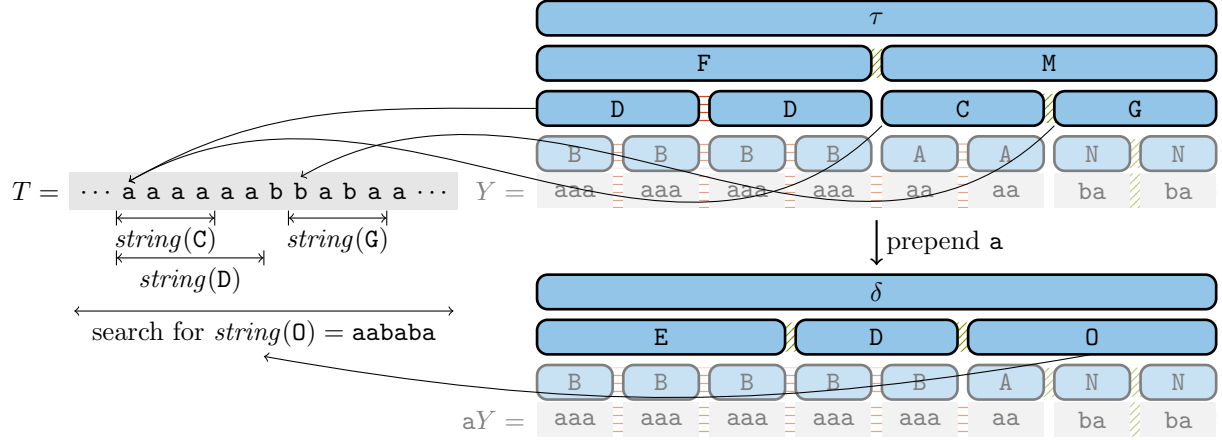 τ
F M
D D C G
B B B B A A N N
T = ··· a a a a a a b b a b a a ···
Y = aaa aaa aaa aaa aa aa ba ba
string(C) string(G)
string(D)
prepend a
search for string(O) = aababa
δ
E D O
B B B B B A N N
aY = aaa aaa aaa aaa aaa aa ba ba